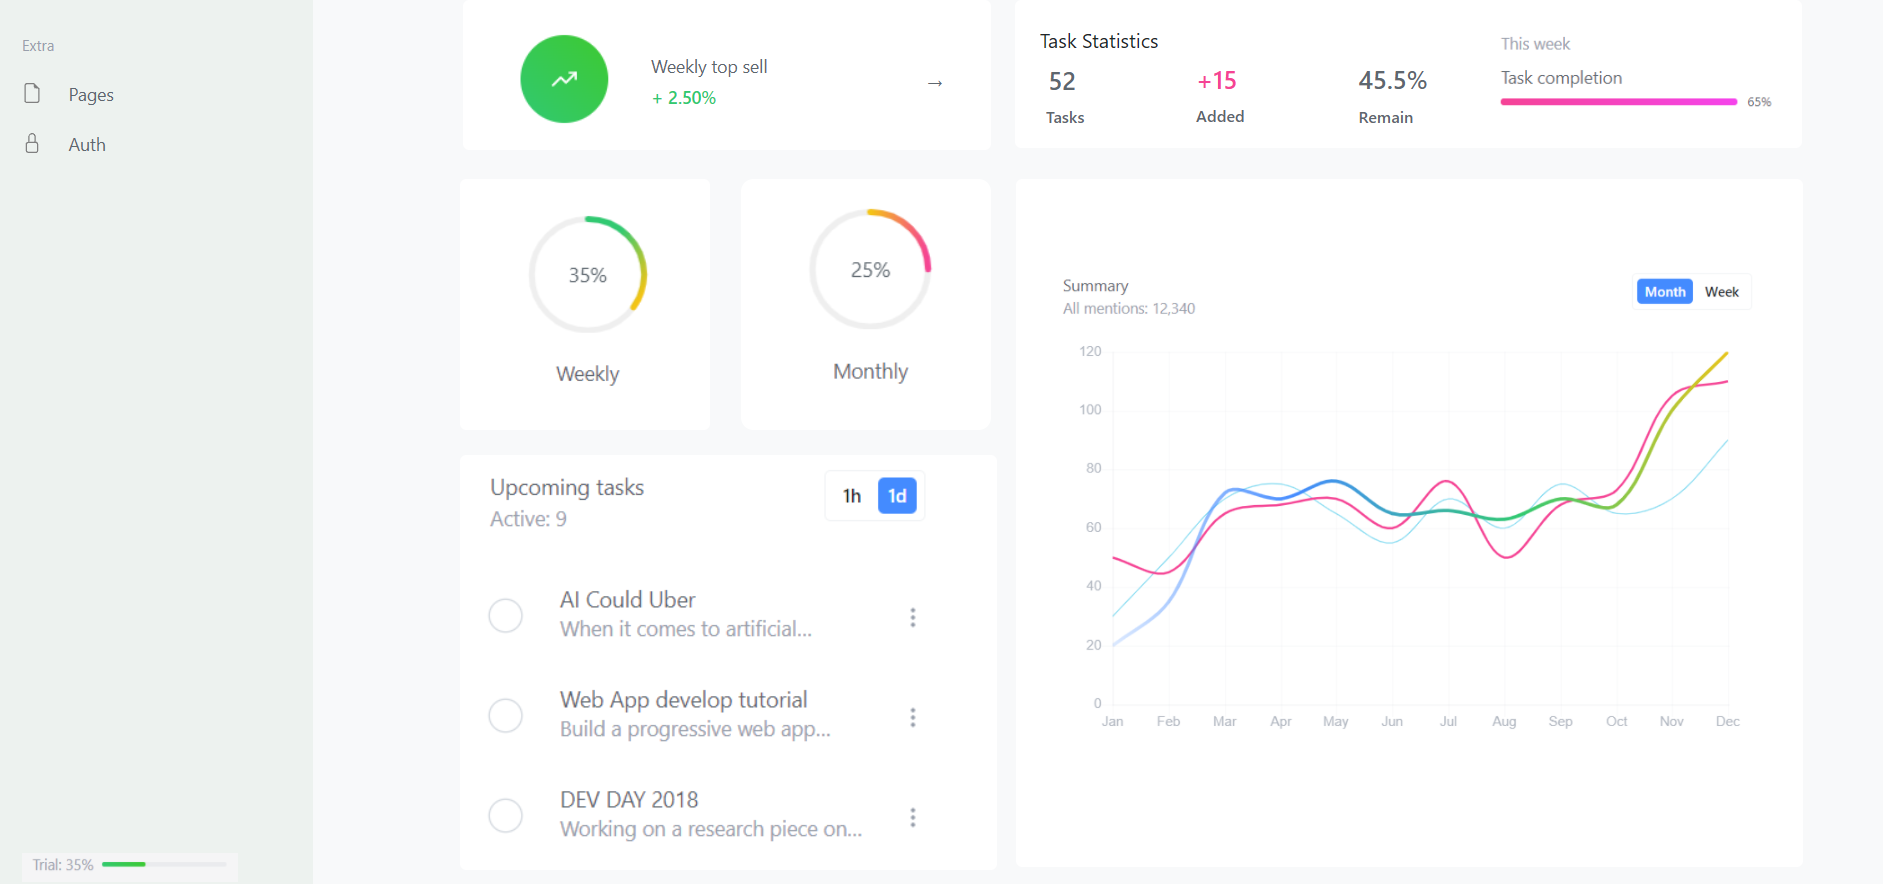 Extra
Pages
Auth
Trial: 35%
Weekly top sell
+ 2.50%
→
Task Statistics
52
Tasks
+15
Added
45.5%
Remain
This week
Task completion
65%
35%
Weekly
25%
Monthly
Upcoming tasks
Active: 9
1h 1d
AI Could Uber
When it comes to artificial...
Web App develop tutorial
Build a progressive web app...
DEV DAY 2018
Working on a research piece on...
Summary
All mentions: 12,340
Month Week
120
100
80
60
40
20
0
Jan Feb Mar Apr May Jun Jul Aug Sep Oct Nov Dec